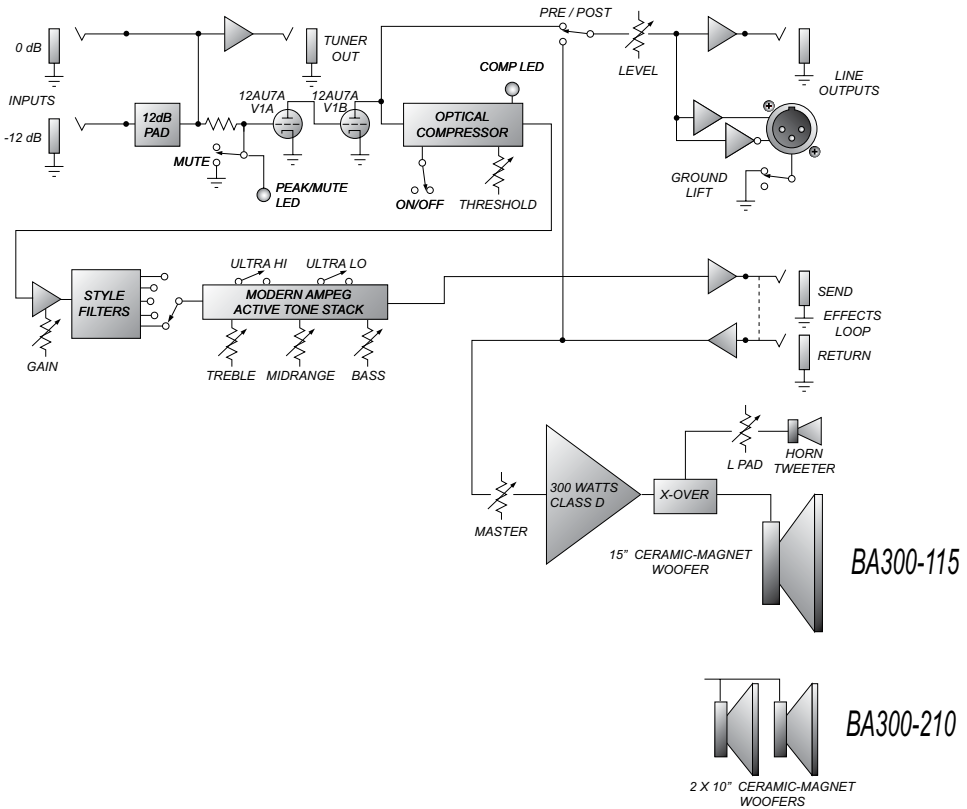 PRE / POST
0 dB
TUNER
OUT
LEVEL
COMP LED
LINE
OUTPUTS
INPUTS
12AU7A
V1A
12AU7A
V1B
-12 dB
12dB
PAD
OPTICAL
COMPRESSOR
MUTE
PEAK/MUTE
LED
ON/OFF
THRESHOLD
GROUND
LIFT
ULTRA HI
ULTRA LO
STYLE
FILTERS
MODERN AMPEG
ACTIVE TONE STACK
SEND
EFFECTS
LOOP
RETURN
GAIN
TREBLE
MIDRANGE
BASS
L PAD
HORN
TWEETER
300 WATTS
CLASS D
X-OVER
MASTER
15" CERAMIC-MAGNET
WOOFER
BA300-115
BA300-210
2 X 10" CERAMIC-MAGNET
WOOFERS